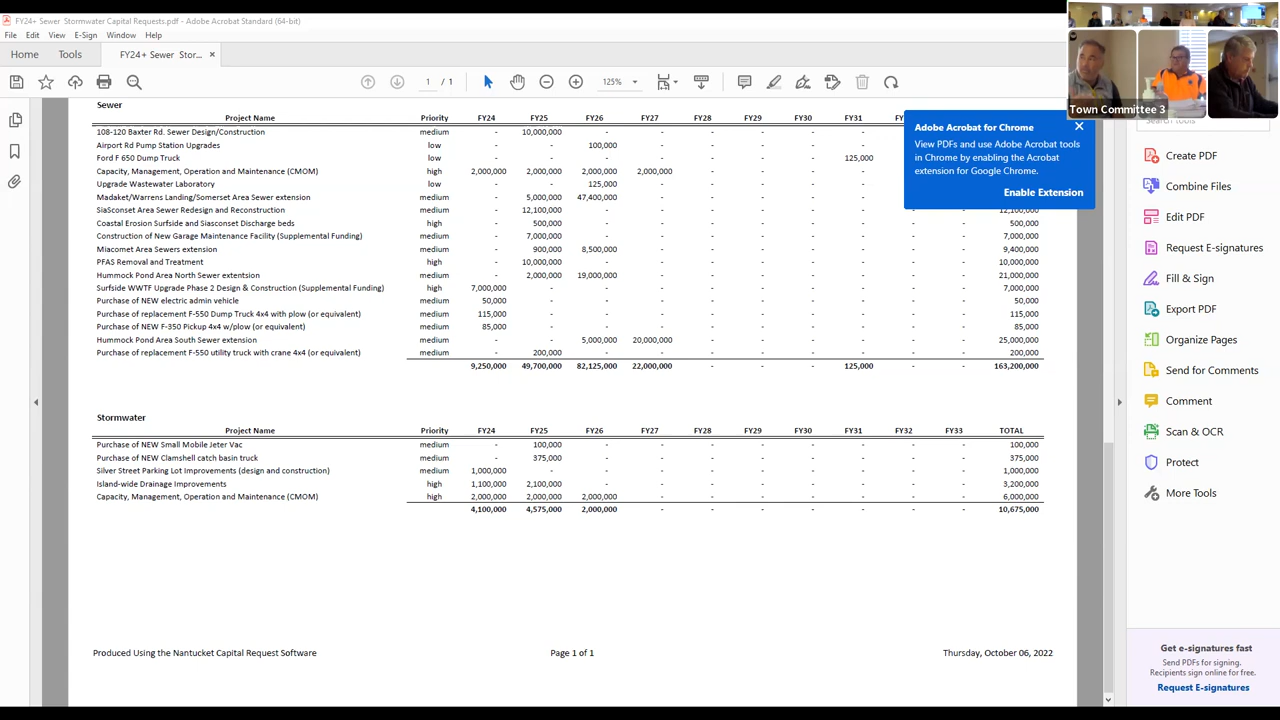 FY24+ Sewer Stormwater Capital Requests.pdf - Adobe Acrobat Standard (64-bit)
File Edit View E-Sign Window Help
Home Tools FY24+ Sewer Stor... ×
1 / 1 125%
Town Committee 3
Sewer
Project Name Priority FY24 FY25 FY26 FY27 FY28 FY29 FY30 FY31
108-120 Baxter Rd. Sewer Design/Construction medium - 10,000,000 - - - - - -
Airport Rd Pump Station Upgrades low - - 100,000 - - - - -
Ford F 650 Dump Truck low - - - - - - - 125,000
Capacity, Management, Operation and Maintenance (CMOM) high 2,000,000 2,000,000 2,000,000 2,000,000 - - - -
Upgrade Wastewater Laboratory low - - 125,000 - - - - -
Madaket/Warrens Landing/Somerset Area Sewer extension medium - 5,000,000 47,400,000 - - - - -
SiaSconset Area Sewer Redesign and Reconstruction medium - 12,100,000 - - - - - - - - 12,100,000
Coastal Erosion Surfside and Siasconset Discharge beds high - 500,000 - - - - - - - - 500,000
Construction of New Garage Maintenance Facility (Supplemental Funding) medium - 7,000,000 - - - - - - - - 7,000,000
Miacomet Area Sewers extension medium - 900,000 8,500,000 - - - - - - - 9,400,000
PFAS Removal and Treatment high - 10,000,000 - - - - - - - - 10,000,000
Hummock Pond Area North Sewer extentsion medium - 2,000,000 19,000,000 - - - - - - - 21,000,000
Surfside WWTF Upgrade Phase 2 Design & Construction (Supplemental Funding) high 7,000,000 - - - - - - - - - 7,000,000
Purchase of NEW electric admin vehicle medium 50,000 - - - - - - - - - 50,000
Purchase of replacement F-550 Dump Truck 4x4 with plow (or equivalent) medium 115,000 - - - - - - - - - 115,000
Purchase of NEW F-350 Pickup 4x4 w/plow (or equivalent) medium 85,000 - - - - - - - - - 85,000
Hummock Pond Area South Sewer extension medium - - 5,000,000 20,000,000 - - - - - - 25,000,000
Purchase of replacement F-550 utility truck with crane 4x4 (or equivalent) medium - 200,000 - - - - - - - - 200,000
9,250,000 49,700,000 82,125,000 22,000,000 - - - 125,000 - - 163,200,000
Stormwater
Project Name Priority FY24 FY25 FY26 FY27 FY28 FY29 FY30 FY31 FY32 FY33 TOTAL
Purchase of NEW Small Mobile Jeter Vac medium - 100,000 - - - - - - - - 100,000
Purchase of NEW Clamshell catch basin truck medium - 375,000 - - - - - - - - 375,000
Silver Street Parking Lot Improvements (design and construction) medium 1,000,000 - - - - - - - - - 1,000,000
Island-wide Drainage Improvements high 1,100,000 2,100,000 - - - - - - - - 3,200,000
Capacity, Management, Operation and Maintenance (CMOM) high 2,000,000 2,000,000 2,000,000 - - - - - - - 6,000,000
4,100,000 4,575,000 2,000,000 - - - - - - - 10,675,000
Produced Using the Nantucket Capital Request Software Page 1 of 1 Thursday, October 06, 2022
Adobe Acrobat for Chrome ×
View PDFs and use Adobe Acrobat tools
in Chrome by enabling the Acrobat
extension for Google Chrome.
Enable Extension
Search tools
Create PDF
Combine Files
Edit PDF
Request E-signatures
Fill & Sign
Export PDF
Organize Pages
Send for Comments
Comment
Scan & OCR
Protect
More Tools
Get e-signatures fast
Send PDFs for signing.
Recipients sign online for free.
Request E-signatures